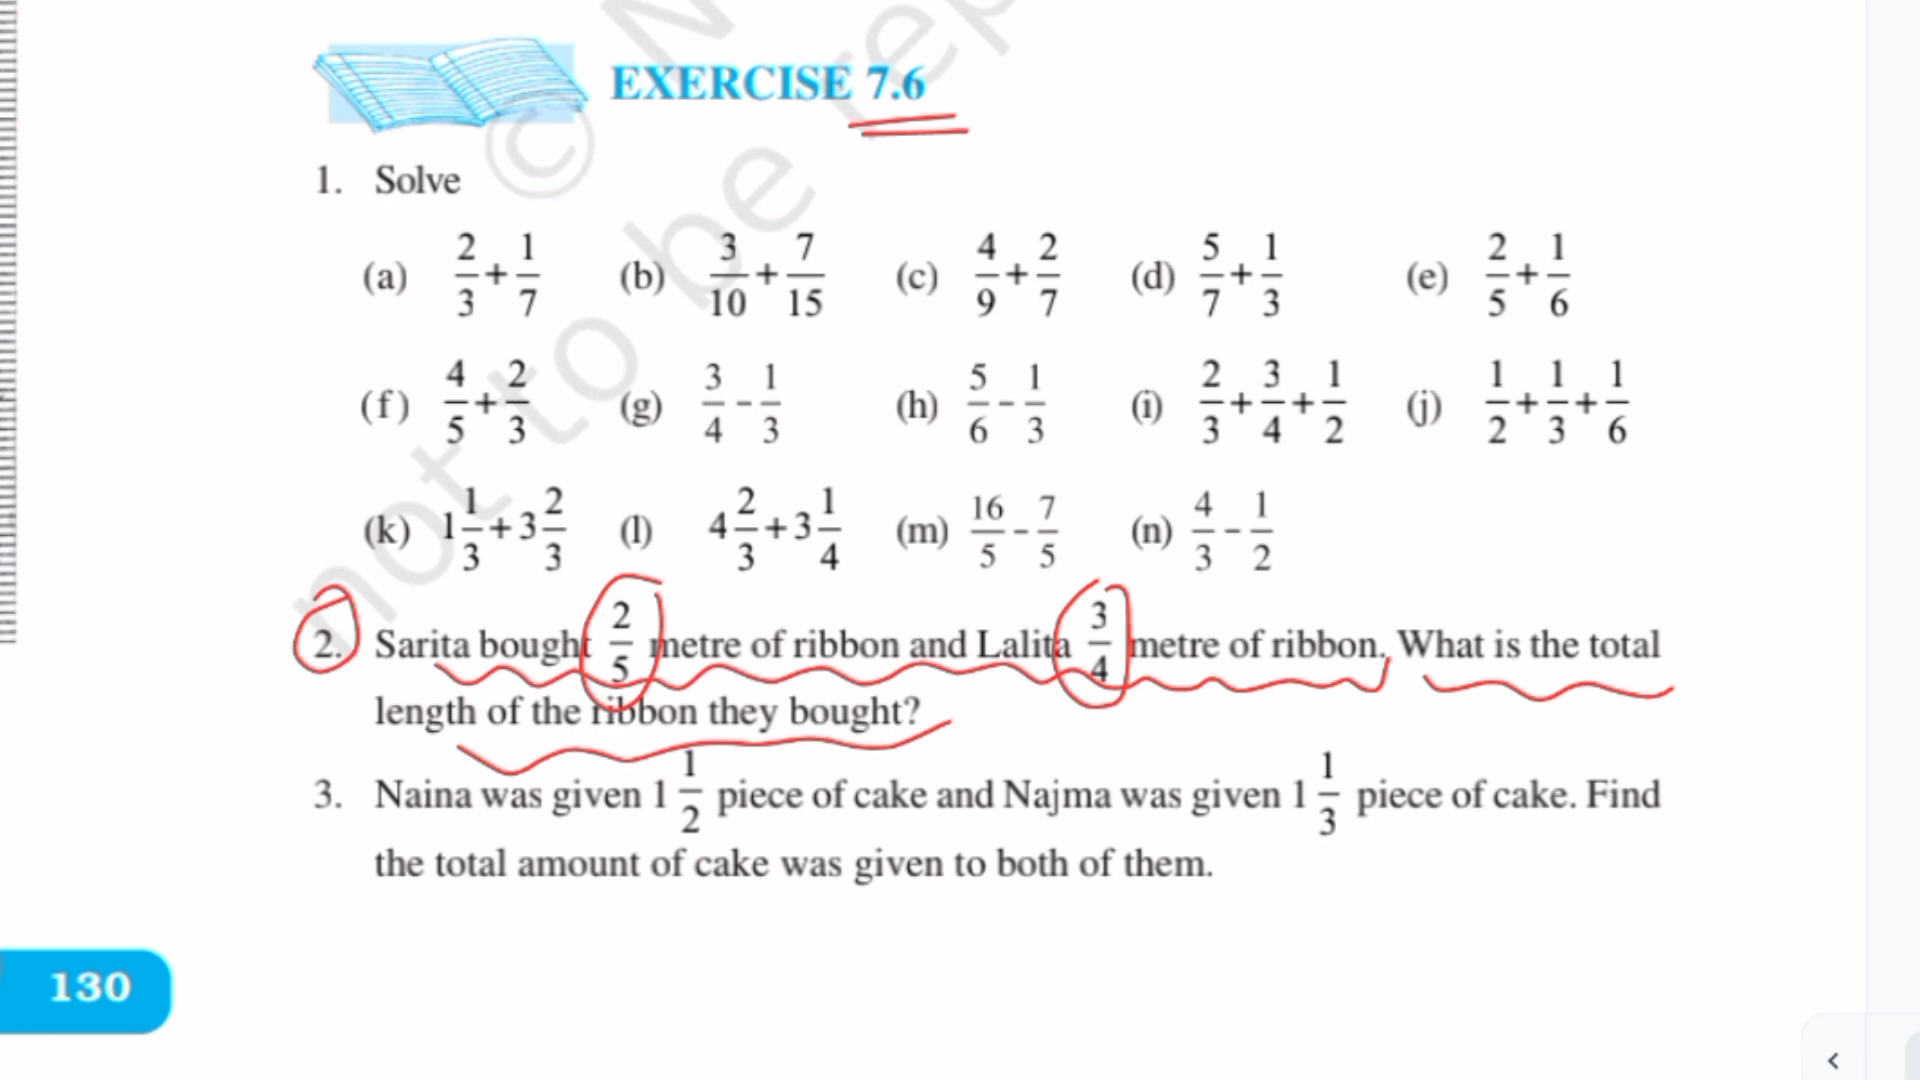 © N
not to be rep
EXERCISE 7.6
1. Solve
(a) 2/3 + 1/7 (b) 3/10 + 7/15 (c) 4/9 + 2/7 (d) 5/7 + 1/3 (e) 2/5 + 1/6
(f) 4/5 + 2/3 (g) 3/4 - 1/3 (h) 5/6 - 1/3 (i) 2/3 + 3/4 + 1/2 (j) 1/2 + 1/3 + 1/6
(k) 1 1/3 + 3 2/3 (l) 4 2/3 + 3 1/4 (m) 16/5 - 7/5 (n) 4/3 - 1/2
2. Sarita bought 2/5 metre of ribbon and Lalita 3/4 metre of ribbon. What is the total
length of the ribbon they bought?
3. Naina was given 1 1/2 piece of cake and Najma was given 1 1/3 piece of cake. Find
the total amount of cake was given to both of them.
130